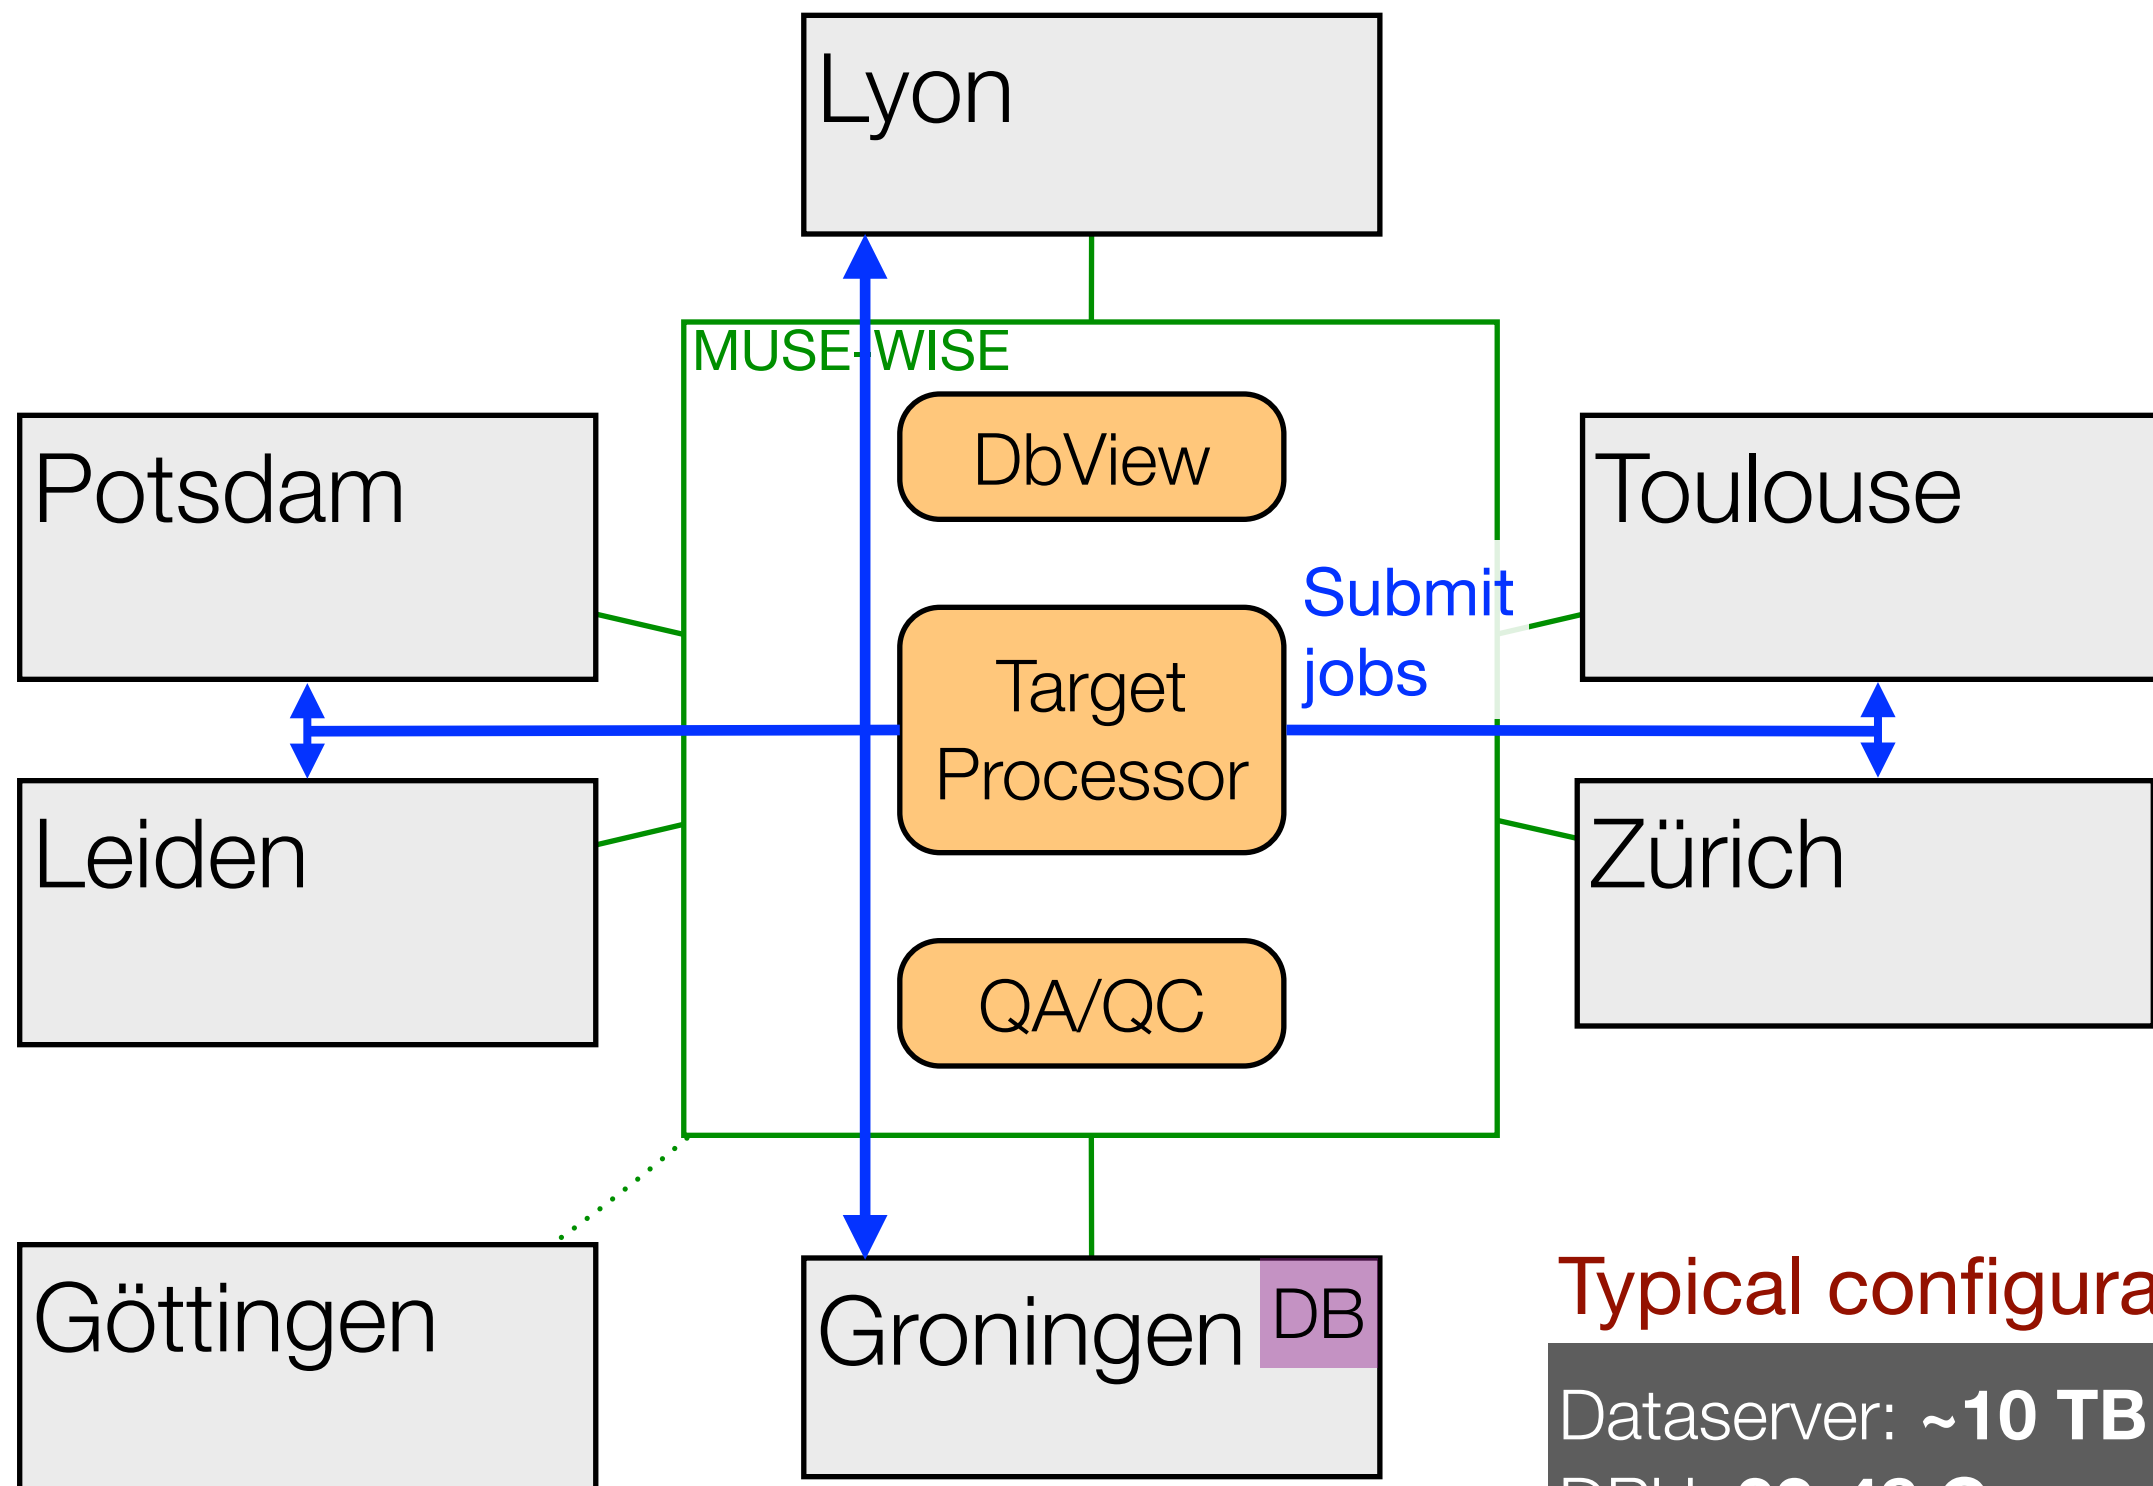 Lyon
MUSE-WISE
DbView
Potsdam
Toulouse
Submit
jobs
Target
Processor
Leiden
Zürich
QA/QC
Göttingen
Groningen
DB
Typical
Dataserver: ~10 TB